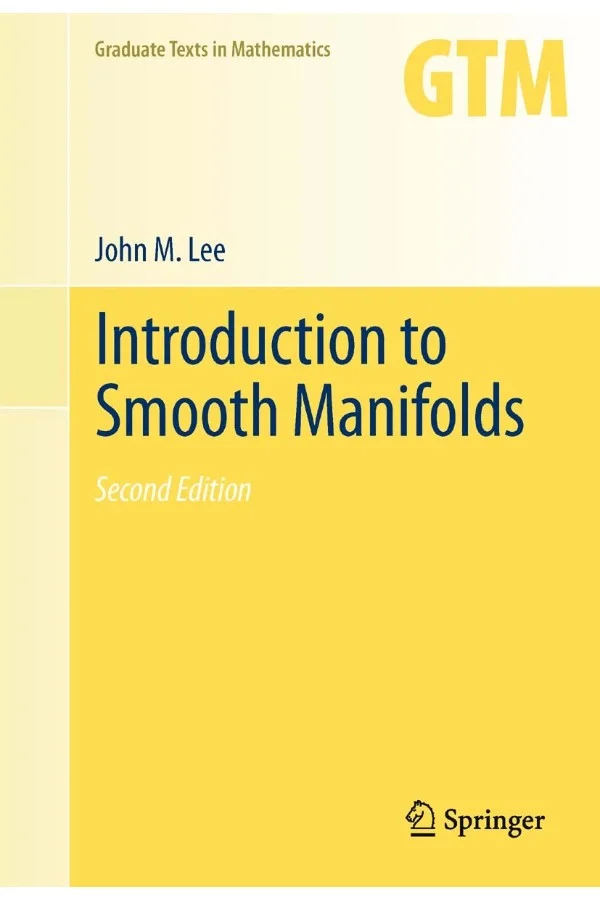 Graduate Texts in Mathematics
GTM
John M. Lee
Introduction to
Smooth Manifolds
Second Edition
Springer